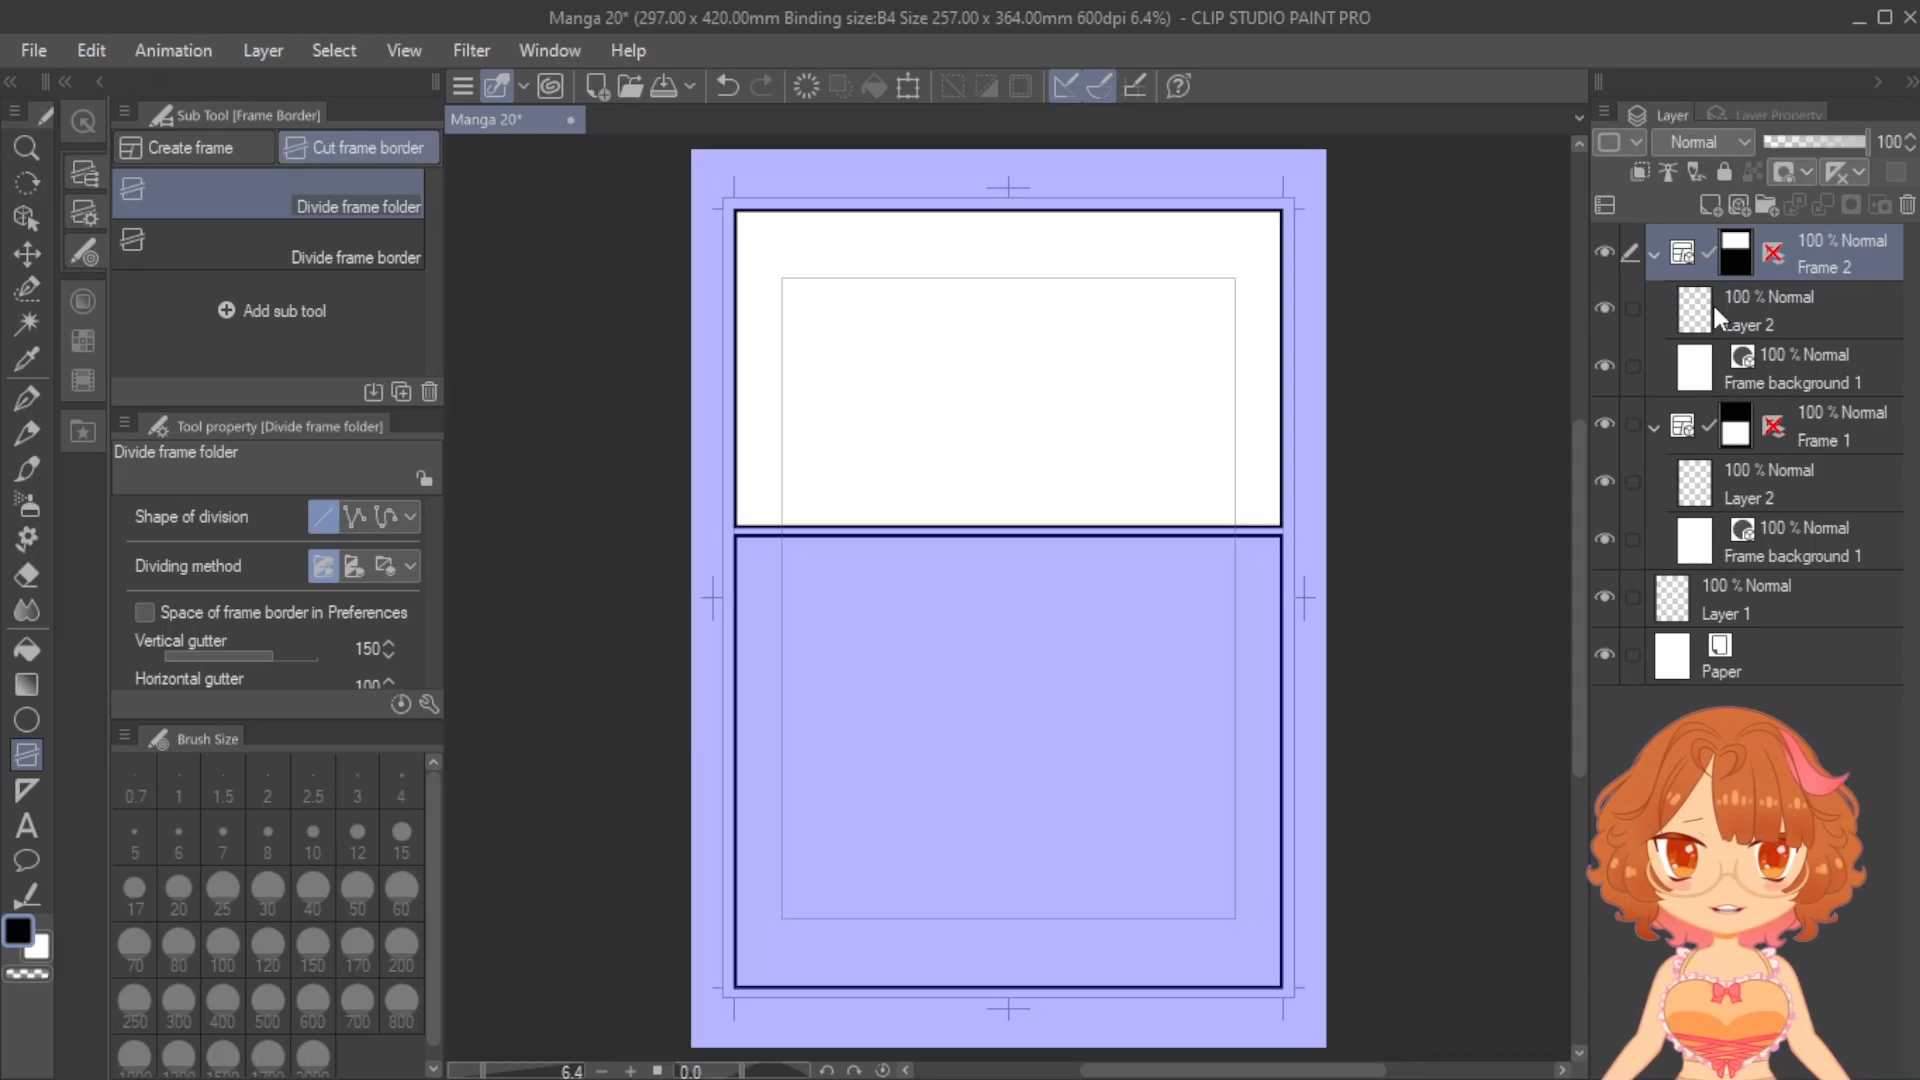 Manga 20* (297.00 x 420.00mm Binding size:B4 Size 257.00 x 364.00mm 600dpi 6.4%)  - CLIP STUDIO PAINT PRO
File Edit Animation Layer Select View Filter Window Help
Sub Tool [Frame Border]
Create frame
Cut frame border
Divide frame folder
Divide frame border
Add sub tool
Tool property [Divide frame folder]
Divide frame folder
Shape of division
Dividing method
Space of frame border in Preferences
Vertical gutter
150
Horizontal gutter
100
Brush Size
0.7 1 1.5 2 2.5 3 4
5 6 7 8 10 12 15
17 20 25 30 40 50 60
70 80 100 120 150 170 200
250 300 400 500 600 700 800
Manga 20*
6.4
0.0
Layer
Layer Property
Normal
100
100 % Normal
Frame 2
100 % Normal
Layer 2
100 % Normal
Frame background 1
100 % Normal
Frame 1
100 % Normal
Layer 2
100 % Normal
Frame background 1
100 % Normal
Layer 1
100 % Normal
Paper